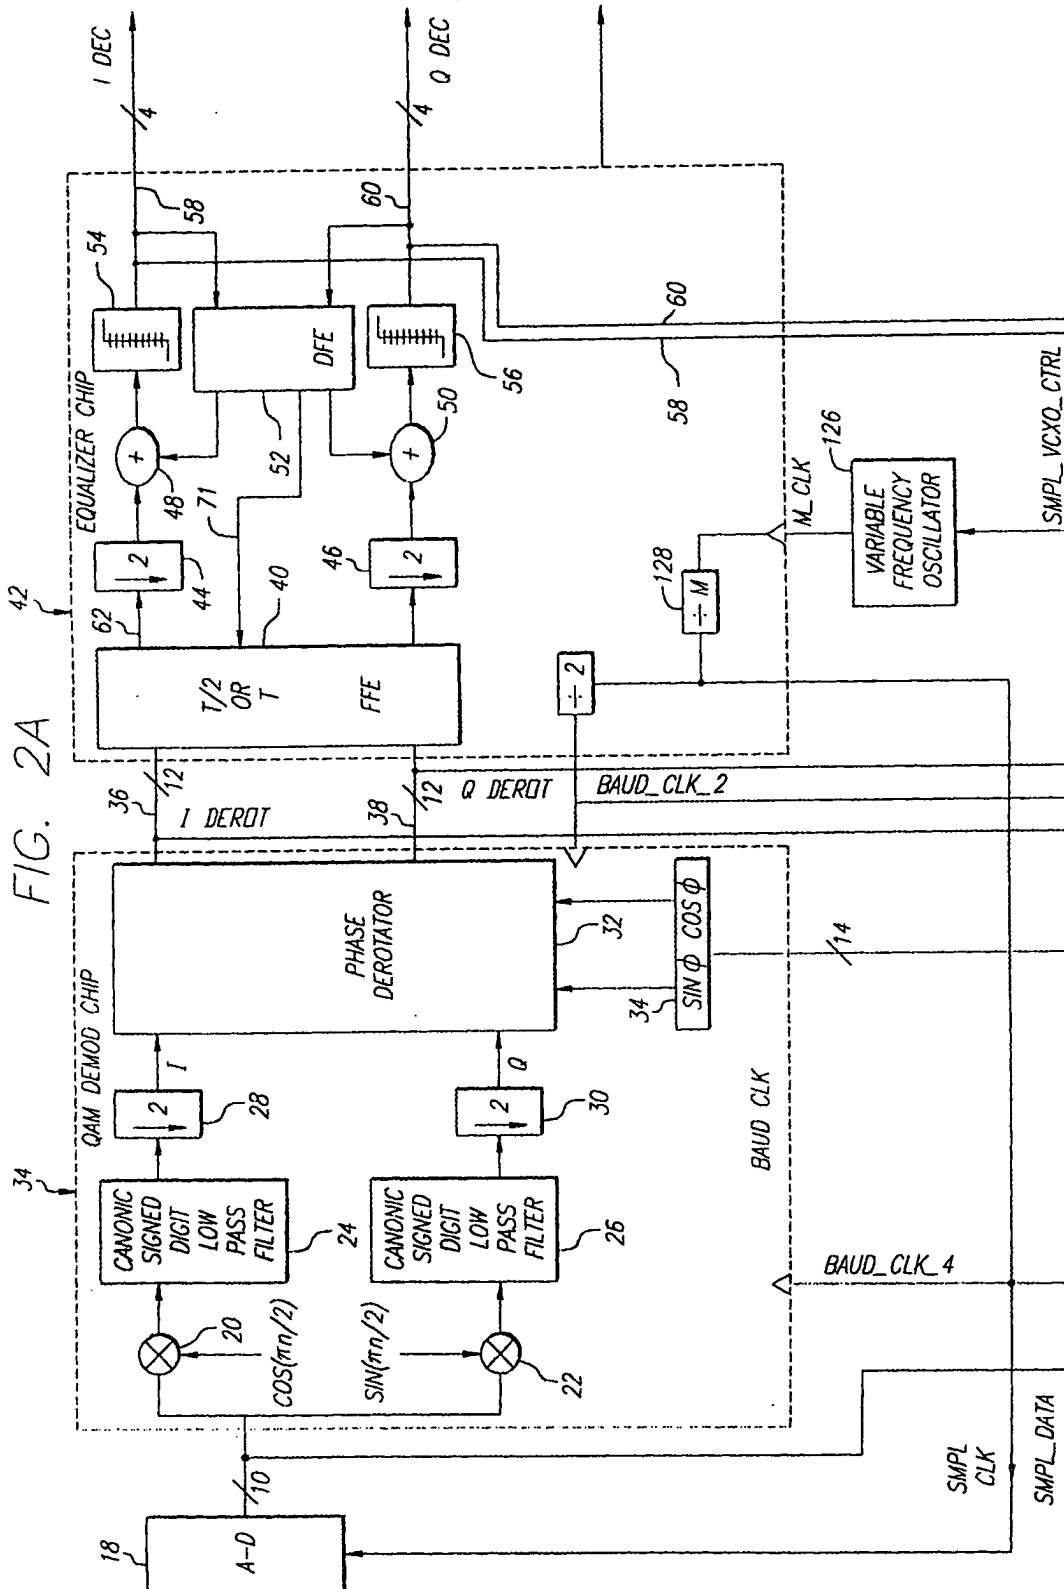 FIG. 2A
34
QAM DEMOD CHIP
42
EQUALIZER CHIP
18
A-D
10
20
COS(πn/2)
SIN(πn/2)
22
CANONIC
SIGNED
DIGIT
LOW
PASS
FILTER
24
CANONIC
SIGNED
DIGIT
LOW
PASS
FILTER
26
2
28
I
2
30
Q
PHASE
DEROTATOR
32
34
SIN ϕ COS ϕ
14
BAUD CLK
36
12
I DEROT
38
12
Q DEROT
BAUD_CLK_2
T/2
OR
T
FFE
40
62
2
44
46
2
71
+
48
+
50
52
DFE
54
56
58
60
4
I DEC
4
Q DEC
58
60
÷ 2
÷ M
128
M_CLK
126
VARIABLE
FREQUENCY
OSCILLATOR
SMPL_VCXO_CTRL
BAUD_CLK_4
SMPL
CLK
SMPL_DATA